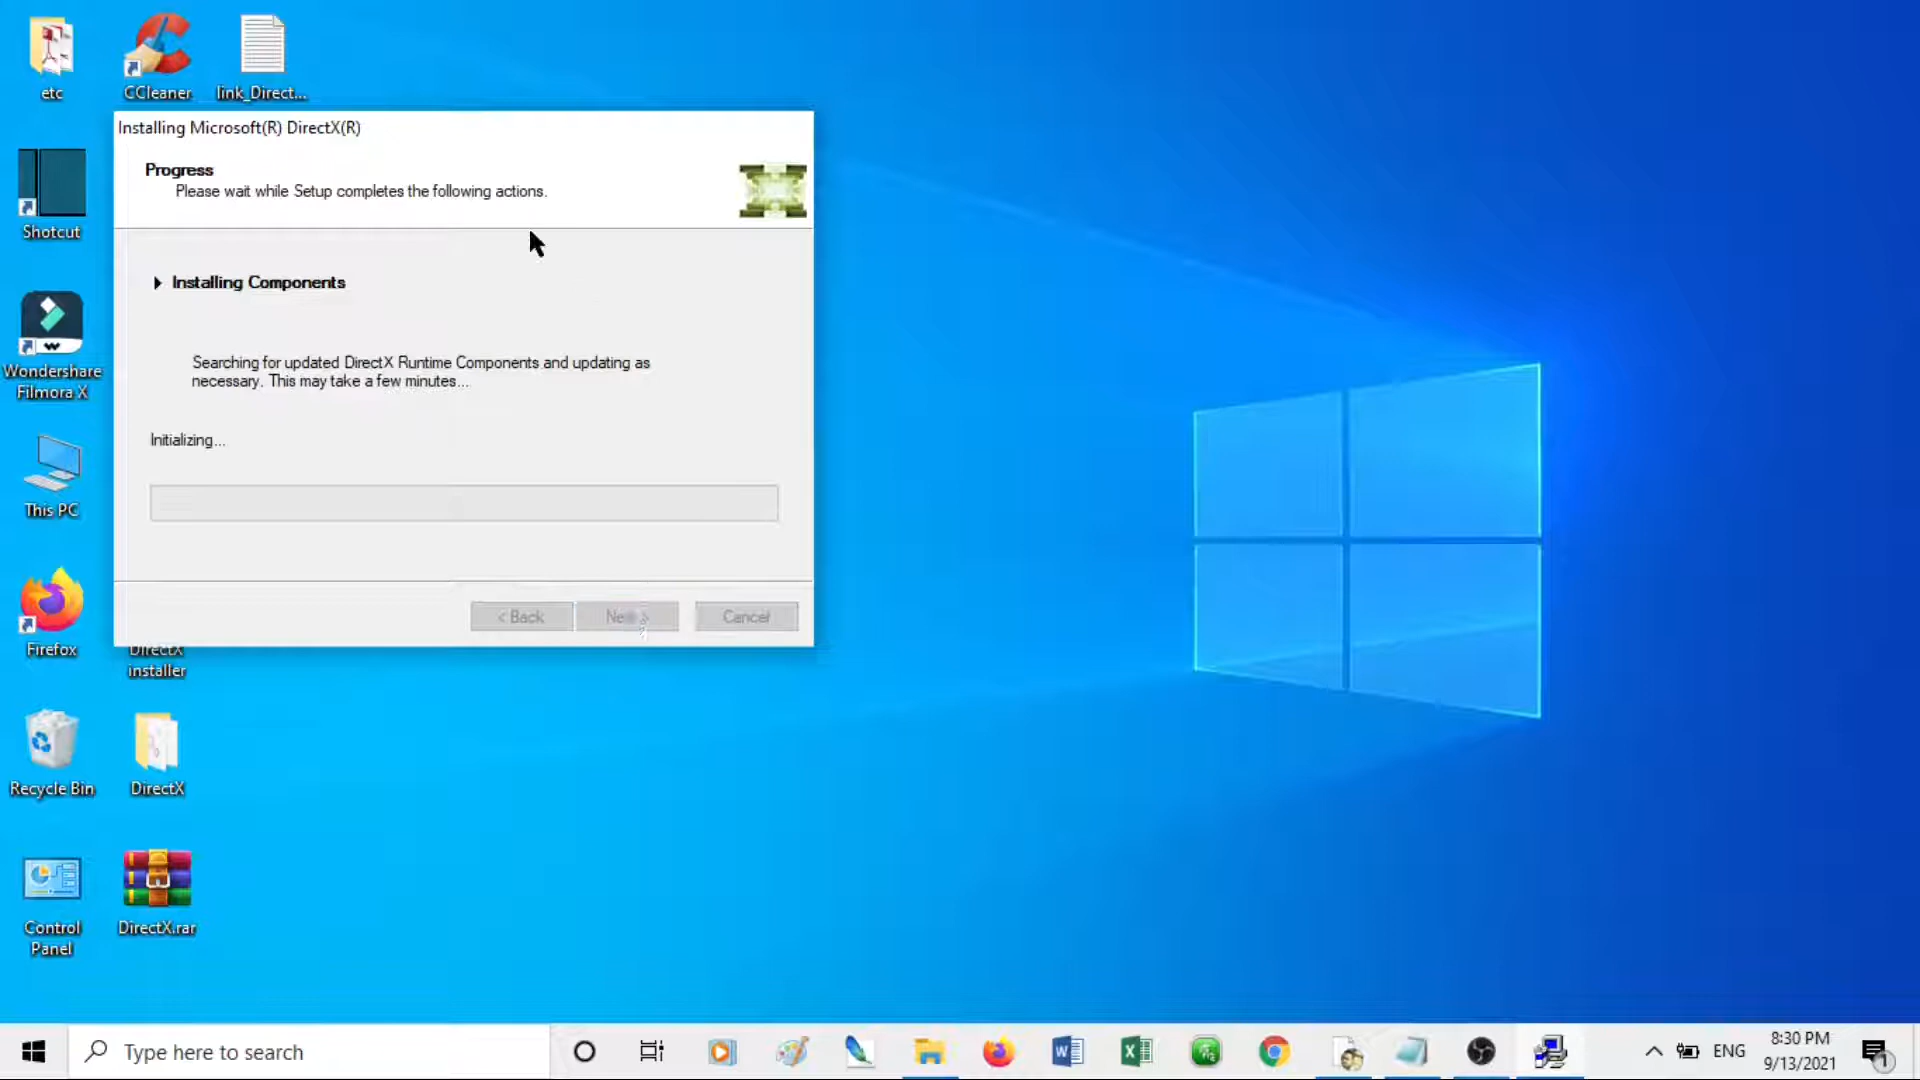 etc
CCleaner
link_Direct...
Installing Microsoft(R) DirectX(R)
Progress
Please wait while Setup completes the following actions.
Shotcut
Installing Components
Wondershare
Filmora X
Searching for updated DirectX Runtime Components and updating as
necessary. This may take a few minutes...
Initializing...
This PC
< Back
Next >
Cancel
Firefox
DirectX
installer
Recycle Bin
DirectX
Control
Panel
DirectX.rar
Type here to search
ENG
8:30 PM
9/13/2021
1